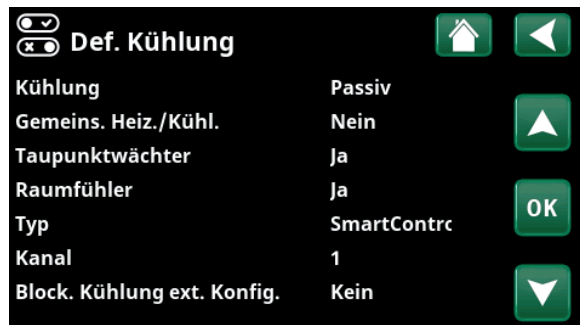 Def. Kühlung
Kühlung Passiv
Gemeins. Heiz./Kühl. Nein
Taupunktwächter Ja
Raumfühler Ja
OK
Typ SmartContrc
Kanal 1
Block. Kühlung ext. Konfig. Kein